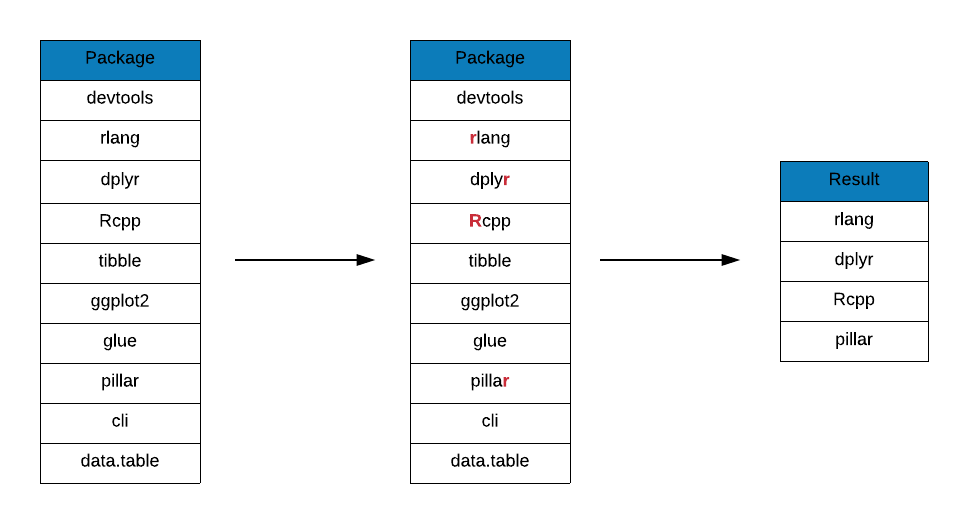 Package
devtools
rlang
dplyr
Rcpp
tibble
ggplot2
glue
pillar
cli
data.table
Package
devtools
rlang
dplyr
Rcpp
tibble
ggplot2
glue
pillar
cli
data.table
Result
rlang
dplyr
Rcpp
pillar